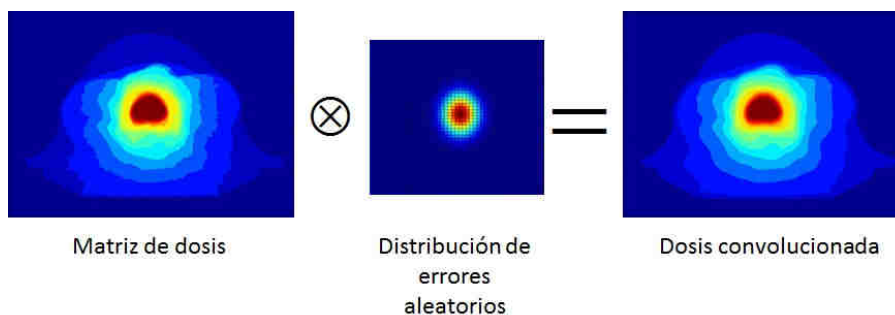 Matriz de dosis
Distribución de
errores
aleatorios
Dosis convolucionada